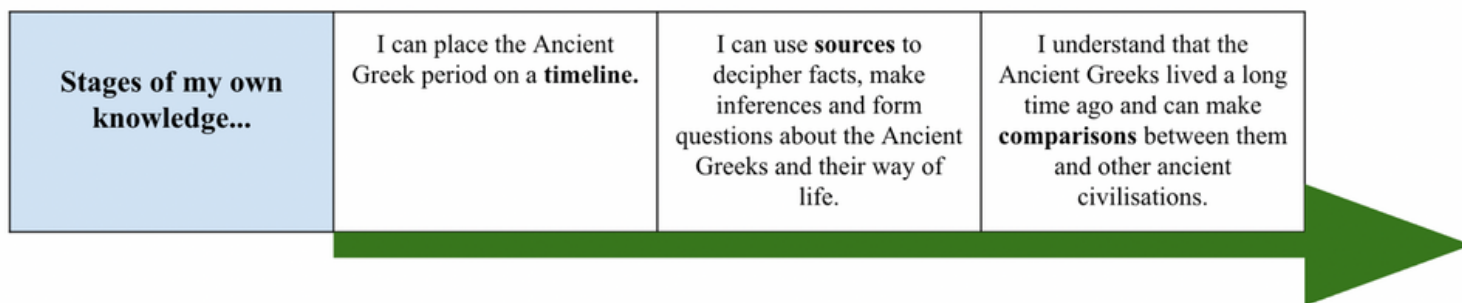 Stages of my own
knowledge...
I can place the Ancient
Greek period on a timeline.
I can use sources to
decipher facts, make
inferences and form
questions about the Ancient
Greeks and their way of
life.
I understand that the
Ancient Greeks lived a long
time ago and can make
comparisons between them
and other ancient
civilisations.